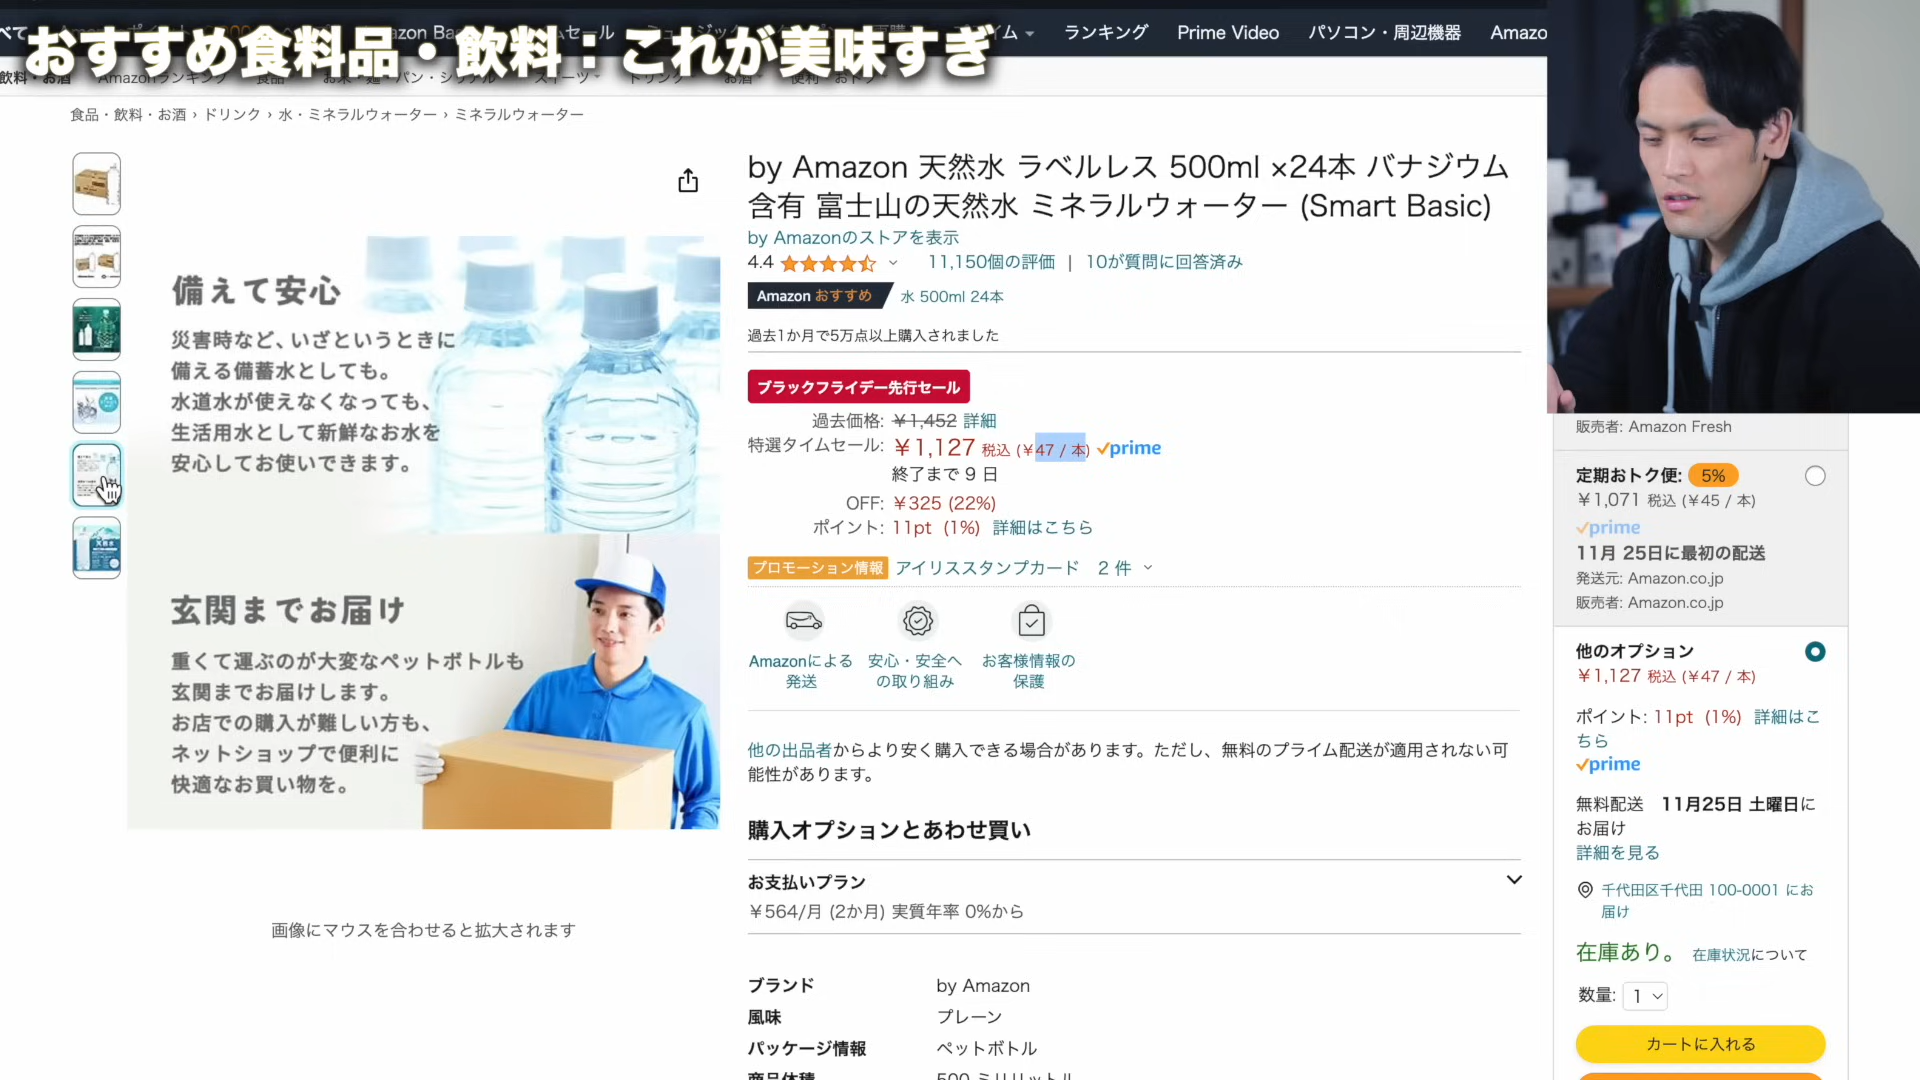 おすすめ食料品・飲料：これが美味すぎ
ランキング Prime Video パソコン・周辺機器 Amazo
食品・飲料・お酒 › ドリンク › 水・ミネラルウォーター › ミネラルウォーター
備えて安心
災害時など、いざというときに
備える備蓄水としても。
水道水が使えなくなっても、
生活用水として新鮮なお水を
安心してお使いできます。
玄関までお届け
重くて運ぶのが大変なペットボトルも
玄関までお届けします。
お店での購入が難しい方も、
ネットショップで便利に
快適なお買い物を。
画像にマウスを合わせると拡大されます
by Amazon 天然水 ラベルレス 500ml ×24本 バナジウム
含有 富士山の天然水 ミネラルウォーター (Smart Basic)
by Amazonのストアを表示
4.4 11,150個の評価 | 10が質問に回答済み
Amazon おすすめ 水 500ml 24本
過去1か月で5万点以上購入されました
ブラックフライデー先行セール
過去価格: ￥1,452 詳細
特選タイムセール: ￥1,127 税込 (￥47 / 本) prime
終了まで 9 日
OFF: ￥325 (22%)
ポイント: 11pt (1%) 詳細はこちら
プロモーション情報 アイリススタンプカード 2 件
Amazonによる
発送
安心・安全へ
の取り組み
お客様情報の
保護
他の出品者からより安く購入できる場合があります。ただし、無料のプライム配送が適用されない可
能性があります。
購入オプションとあわせ買い
お支払いプラン
￥564/月 (2か月) 実質年率 0%から
ブランド by Amazon
風味 プレーン
パッケージ情報 ペットボトル
商品体積 500 ミリリットル
販売者: Amazon Fresh
定期おトク便: 5%
￥1,071 税込 (￥45 / 本)
prime
11月 25日に最初の配送
発送元: Amazon.co.jp
販売者: Amazon.co.jp
他のオプション
￥1,127 税込 (￥47 / 本)
ポイント: 11pt (1%) 詳細はこ
ちら
prime
無料配送 11月25日 土曜日に
お届け
詳細を見る
千代田区千代田 100-0001 にお
届け
在庫あり。 在庫状況について
数量: 1
カートに入れる